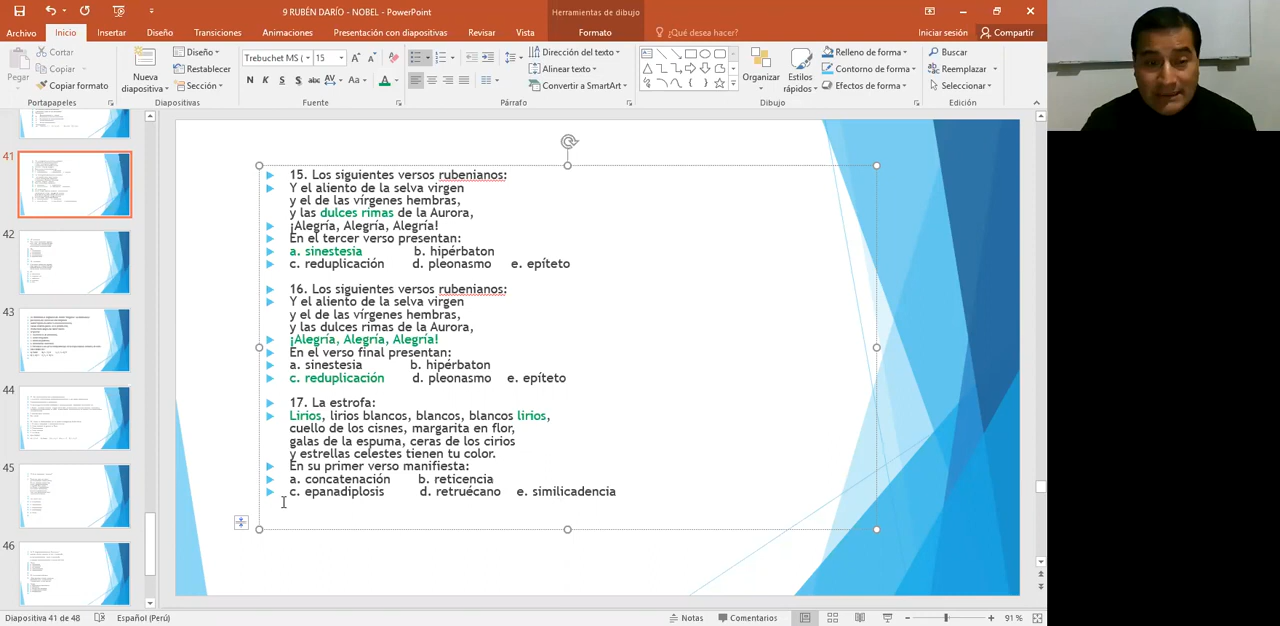 9 RUBÉN DARÍO - NOBEL - PowerPoint
Herramientas de dibujo
Archivo Inicio Insertar Diseño Transiciones Animaciones Presentación con diapositivas Revisar Vista Formato ¿Qué desea hacer? Iniciar sesión Compartir
Pegar
Cortar
Copiar
Copiar formato
Portapapeles
Nueva diapositiva
Diseño
Restablecer
Sección
Diapositivas
Trebuchet MS ( 15
N K S S abc AV Aa A
Fuente
Párrafo
Dirección del texto
Alinear texto
Convertir a SmartArt
Organizar
Estilos rápidos
Relleno de forma
Contorno de forma
Efectos de forma
Dibujo
Buscar
Reemplazar
Seleccionar
Edición
41
42
43
44
45
46
15. Los siguientes versos rubenianos:
Y el aliento de la selva virgen
y el de las vírgenes hembras,
y las dulces rimas de la Aurora,
¡Alegría, Alegría, Alegría!
En el tercer verso presentan:
a. sinestesia b. hipérbaton
c. reduplicación d. pleonasmo e. epíteto
16. Los siguientes versos rubenianos:
Y el aliento de la selva virgen
y el de las vírgenes hembras,
y las dulces rimas de la Aurora,
¡Alegría, Alegría, Alegría!
En el verso final presentan:
a. sinestesia b. hipérbaton
c. reduplicación d. pleonasmo e. epíteto
17. La estrofa:
Lirios, lirios blancos, blancos, blancos lirios,
cuello de los cisnes, margarita en flor,
galas de la espuma, ceras de los cirios
y estrellas celestes tienen tu color.
En su primer verso manifiesta:
a. concatenación b. reticencia
c. epanadiplosis d. retruécano e. similicadencia
Diapositiva 41 de 48 Español (Perú) Notas Comentarios 91 %